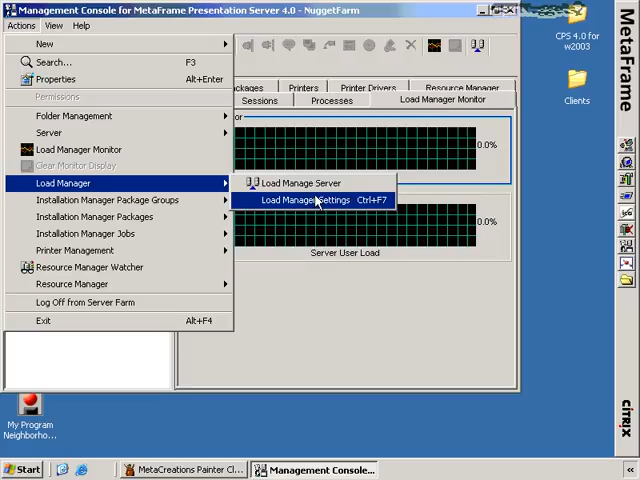 Management Console for MetaFrame Presentation Server 4.0 - NuggetFarm
Actions View Help
New
Search... F3
Properties Alt+Enter
Permissions
Folder Management
Server
Load Manager Monitor
Clear Monitor Display
Load Manager
Installation Manager Package Groups
Installation Manager Packages
Installation Manager Jobs
Printer Management
Resource Manager Watcher
Resource Manager
Log Off from Server Farm
Exit Alt+F4
Load Manage Server
Load Manager Settings Ctrl+F7
Printers Printer Drivers Resource Manager
Sessions Processes Load Manager Monitor
0.0%
0.0%
Server User Load
CPS 4.0 for
w2003
Clients
MetaFrame
CITRIX
My Program
Neighborho...
Start
MetaCreations Painter Cl...
Management Console...
«